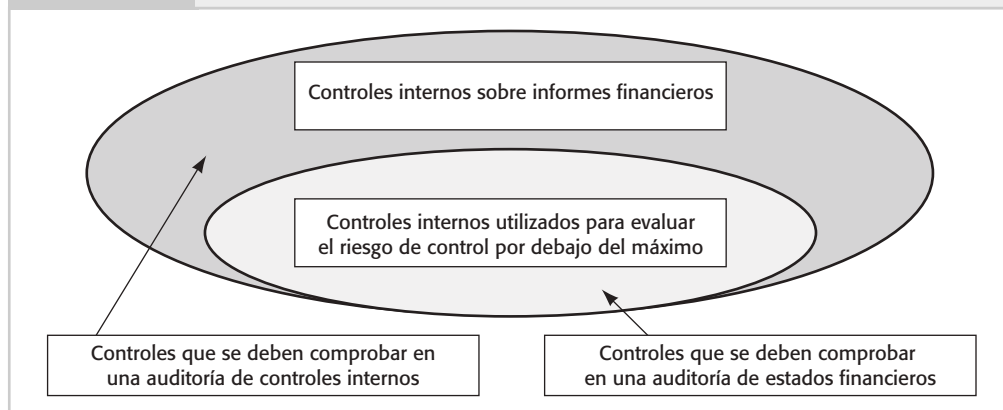 Controles internos sobre informes financieros
Controles internos utilizados para evaluar
el riesgo de control por debajo del máximo
Controles que se deben comprobar en
una auditoría de controles internos
Controles que se deben comprobar
en una auditoría de estados financieros